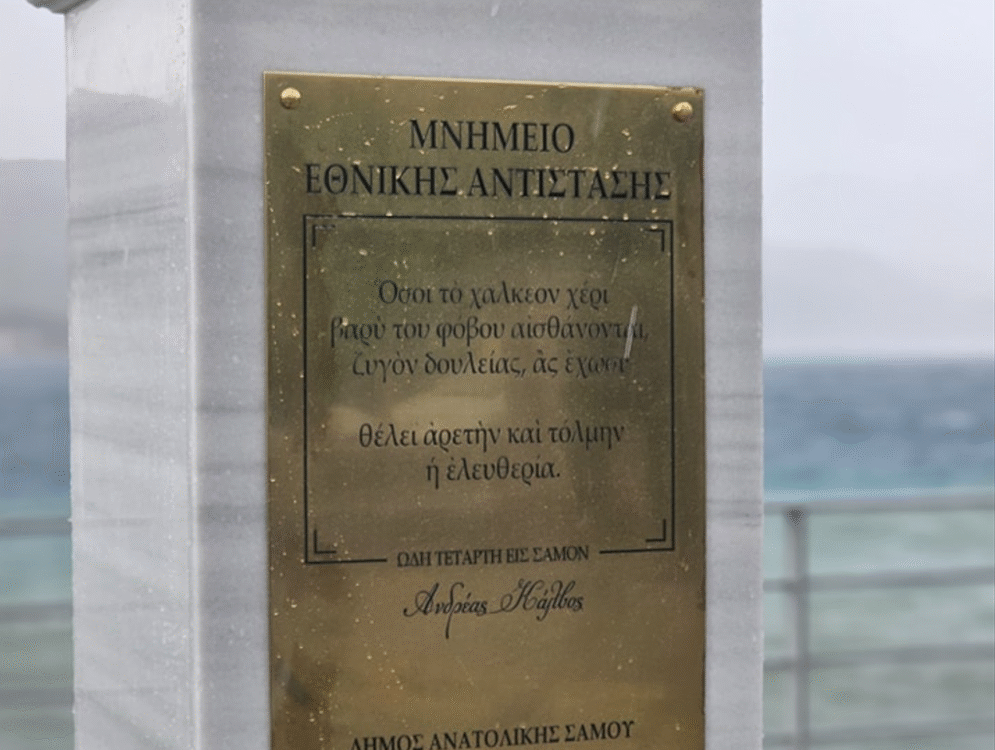 ΜΝΗΜΕΙΟ
ΕΘΝΙΚΗΣ ΑΝΤΙΣΤΑΣΗΣ
Ὅσοι τὸ χαλκεον χέρι
βαρὺ του φόβου αἰσθάνονται,
ζυγὸν δουλείας, ἂς ἔχωσι·
θέλει ἀρετὴν καὶ τόλμην
ἡ ἐλευθερία.
ΩΔΗ ΤΕΤΑΡΤΗ ΕΙΣ ΣΑΜΟΝ
Ανδρέας Κάλβος
ΔΗΜΟΣ ΑΝΑΤΟΛΙΚΗΣ ΣΑΜΟΥ